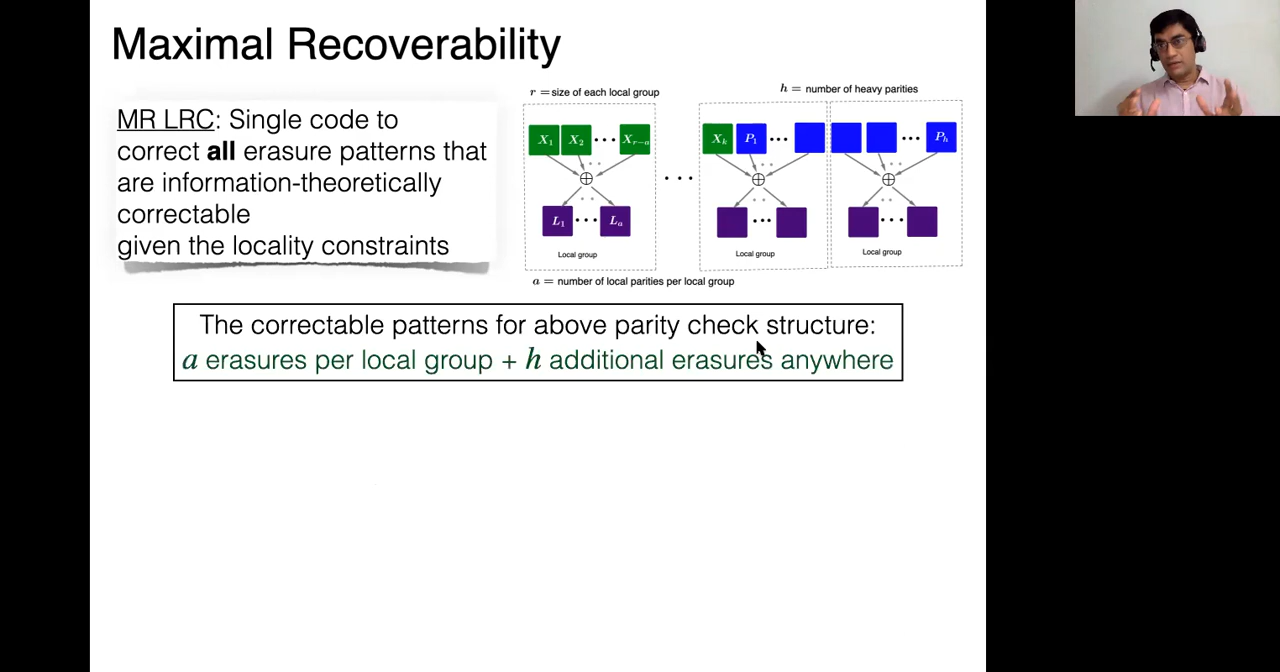 Maximal Recoverability
MR LRC: Single code to
correct all erasure patterns that
are information-theoretically
correctable
given the locality constraints
r = size of each local group
h = number of heavy parities
X₁ X₂ ••• Xᵣ₋ₐ
Xₖ P₁ ••• ••• Pₕ
⊕ ••• ⊕ ⊕
L₁ ••• Lₐ ••• •••
Local group Local group Local group
a = number of local parities per local group
The correctable patterns for above parity check structure:
a erasures per local group + h additional erasures anywhere